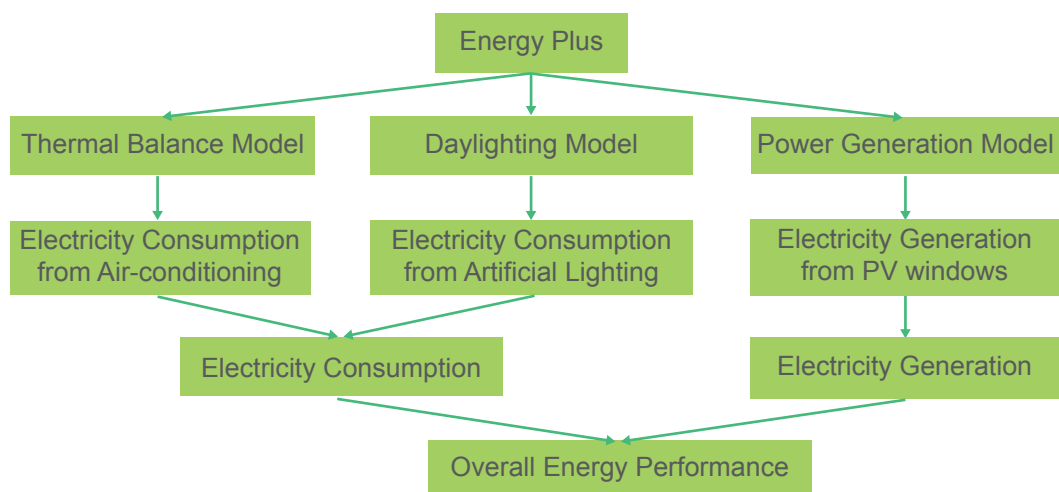 Energy Plus
Thermal Balance Model
Daylighting Model
Power Generation Model
Electricity Consumption
from Air-conditioning
Electricity Consumption
from Artificial Lighting
Electricity Generation
from PV windows
Electricity Consumption
Electricity Generation
Overall Energy Performance